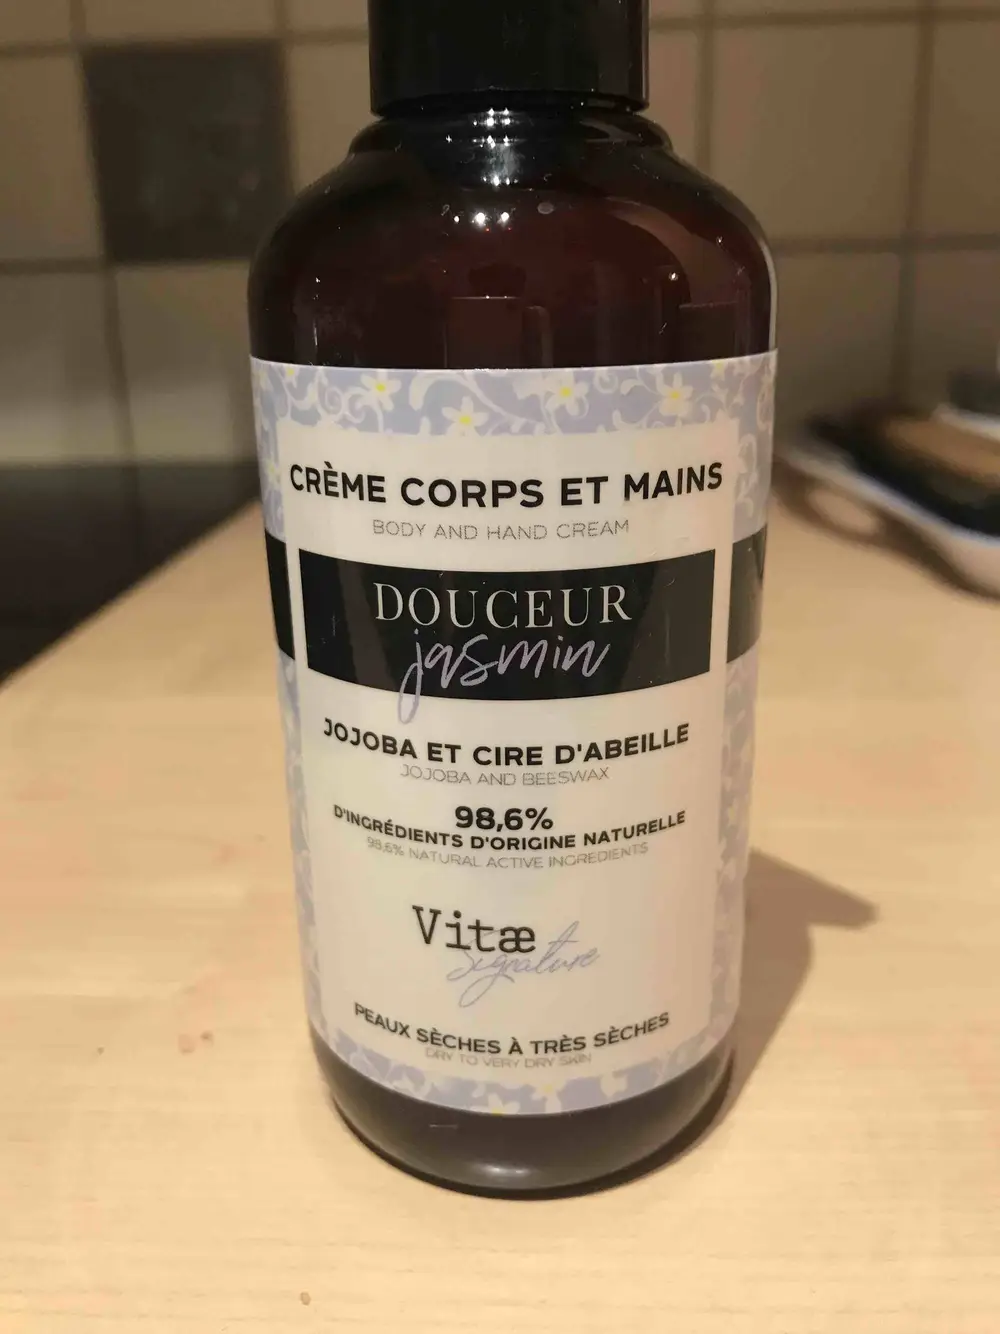 CRÈME CORPS ET MAINS
BODY AND HAND CREAM
DOUCEUR
jasmin
JOJOBA ET CIRE D'ABEILLE
JOJOBA AND BEESWAX
98,6%
D'INGRÉDIENTS D'ORIGINE NATURELLE
98,6% NATURAL ACTIVE INGREDIENTS
Vitæ
Signature
PEAUX SÈCHES À TRÈS SÈCHES
DRY TO VERY DRY SKIN